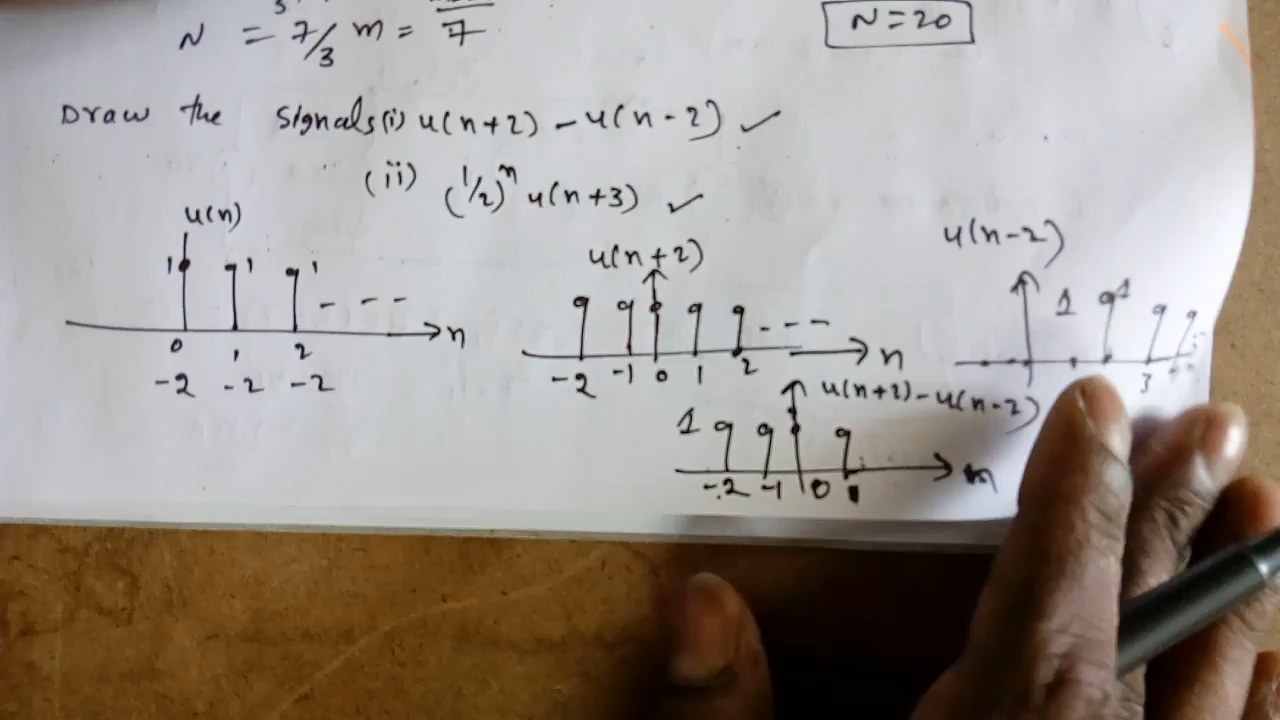 N = 7/3 m = 7
N=20
Draw the Signals(i) u(n+2) - u(n-2) ✓
(ii) (1/2)^n u(n+3) ✓
u(n)
1 1 1 - - -
n
0 1 2
-2 -2 -2
u(n+2)
- - -
n
-2 -1 0 1 2
u(n-2)
1 1
3
u(n+2)-u(n-2)
1
n
-2 -1 0 1